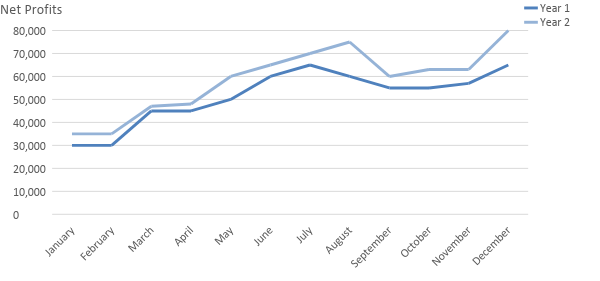 Net Profits
Year 1
Year 2
80,000
70,000
60,000
50,000
40,000
30,000
20,000
10,000
0
January
February
March
April
May
June
July
August
September
October
November
December